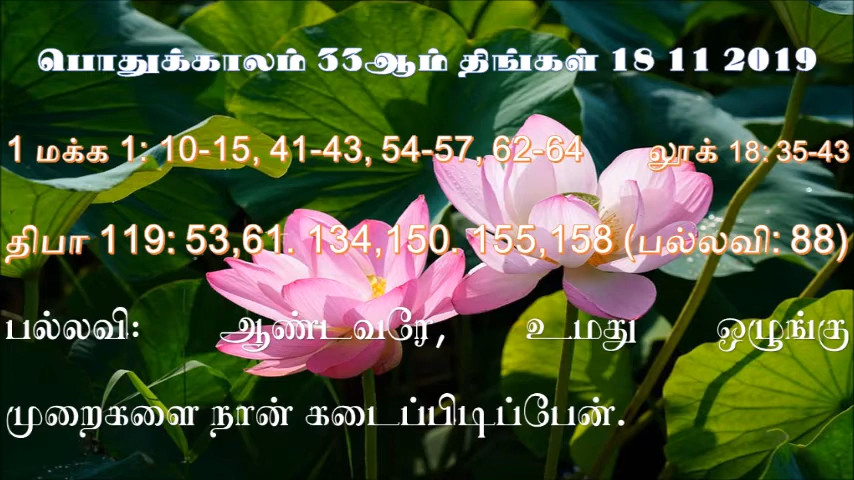 பொதுக்காலம் 33ஆம் திங்கள் 18 11 2019
1 மக்க 1: 10-15, 41-43, 54-57, 62-64 லூக் 18: 35-43
திபா 119: 53,61. 134,150. 155,158 (பல்லவி: 88)
பல்லவி: ஆண்டவரே, உமது ஒழுங்கு
முறைகளை நான் கடைப்பிடிப்பேன்.